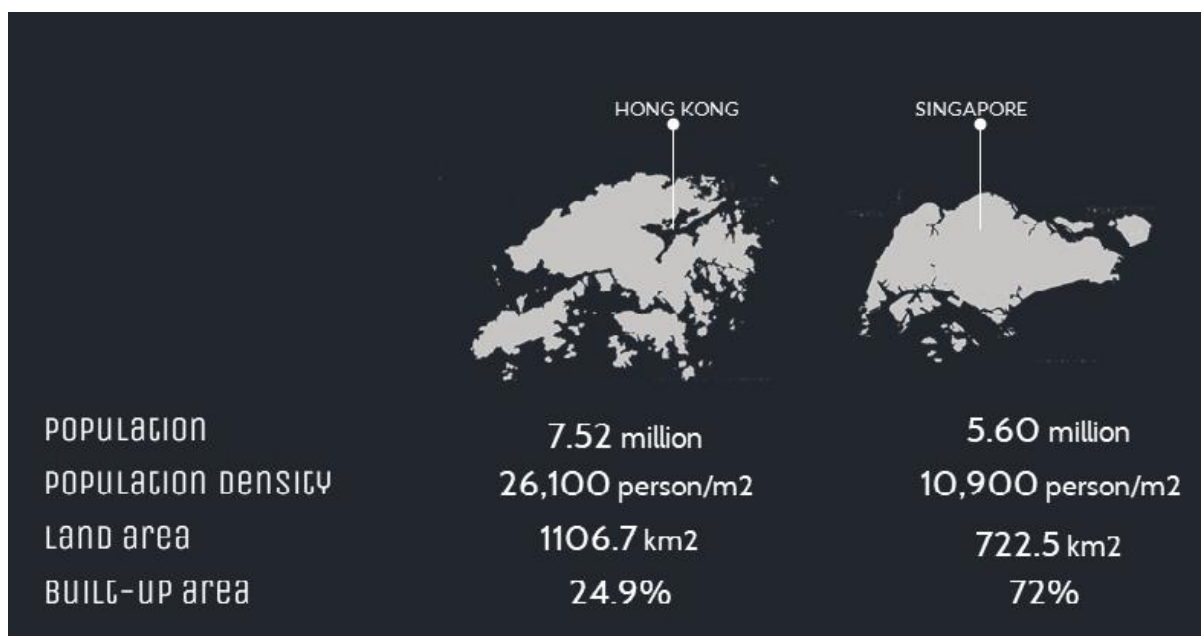 HONG KONG SINGAPORE
POPULATION 7.52 million 5.60 million
POPULATION DENSITY 26,100 person/m2 10,900 person/m2
LAND AREA 1106.7 km2 722.5 km2
BUILT-UP AREA 24.9% 72%